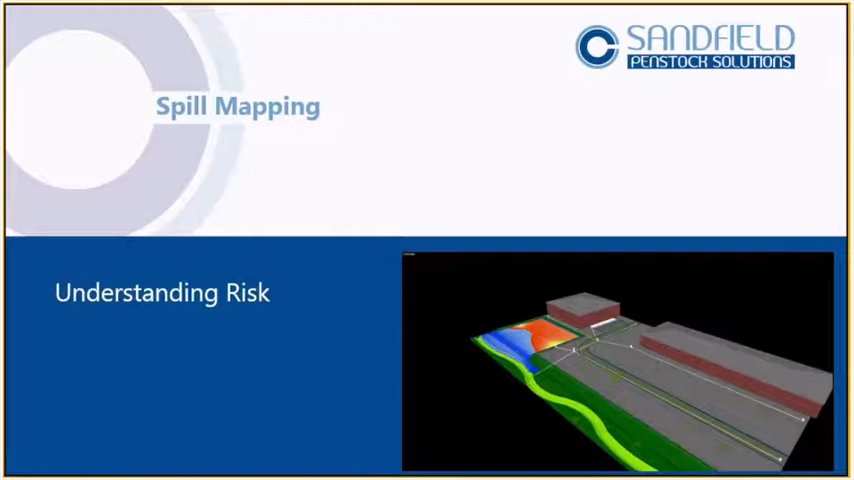 SANDFIELD
PENSTOCK SOLUTIONS
Spill Mapping
Understanding Risk